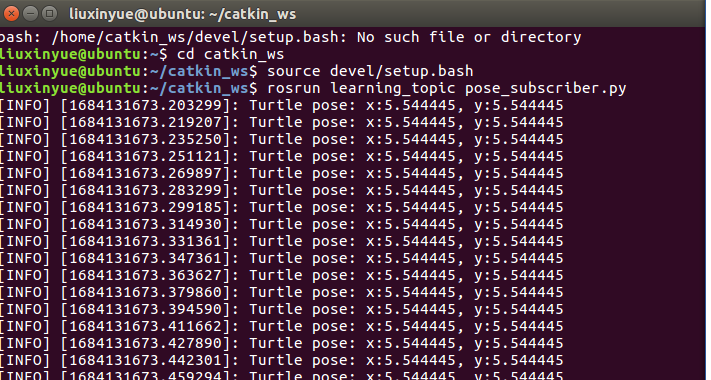 liuxinyue@ubuntu: ~/catkin_ws
bash: /home/catkin_ws/devel/setup.bash: No such file or directory
liuxinyue@ubuntu:~$ cd catkin_ws
liuxinyue@ubuntu:~/catkin_ws$ source devel/setup.bash
liuxinyue@ubuntu:~/catkin_ws$ rosrun learning_topic pose_subscriber.py
[INFO] [1684131673.203299]: Turtle pose: x:5.544445, y:5.544445
[INFO] [1684131673.219207]: Turtle pose: x:5.544445, y:5.544445
[INFO] [1684131673.235250]: Turtle pose: x:5.544445, y:5.544445
[INFO] [1684131673.251121]: Turtle pose: x:5.544445, y:5.544445
[INFO] [1684131673.269897]: Turtle pose: x:5.544445, y:5.544445
[INFO] [1684131673.283299]: Turtle pose: x:5.544445, y:5.544445
[INFO] [1684131673.299185]: Turtle pose: x:5.544445, y:5.544445
[INFO] [1684131673.314930]: Turtle pose: x:5.544445, y:5.544445
[INFO] [1684131673.331361]: Turtle pose: x:5.544445, y:5.544445
[INFO] [1684131673.347361]: Turtle pose: x:5.544445, y:5.544445
[INFO] [1684131673.363627]: Turtle pose: x:5.544445, y:5.544445
[INFO] [1684131673.379860]: Turtle pose: x:5.544445, y:5.544445
[INFO] [1684131673.394590]: Turtle pose: x:5.544445, y:5.544445
[INFO] [1684131673.411662]: Turtle pose: x:5.544445, y:5.544445
[INFO] [1684131673.427890]: Turtle pose: x:5.544445, y:5.544445
[INFO] [1684131673.442301]: Turtle pose: x:5.544445, y:5.544445
[INFO] [1684131673.459294]: Turtle pose: x:5.544445, y:5.544445